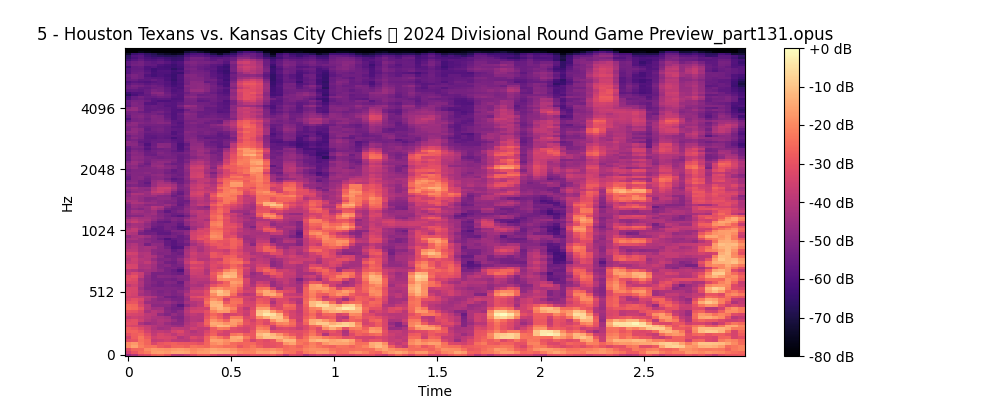 5 - Houston Texans vs. Kansas City Chiefs ▯ 2024 Divisional Round Game Preview_part131.opus
+0 dB
-10 dB
-20 dB
-30 dB
-40 dB
-50 dB
-60 dB
-70 dB
-80 dB
4096
2048
1024
512
0
Hz
0
0.5
1
1.5
2
2.5
Time